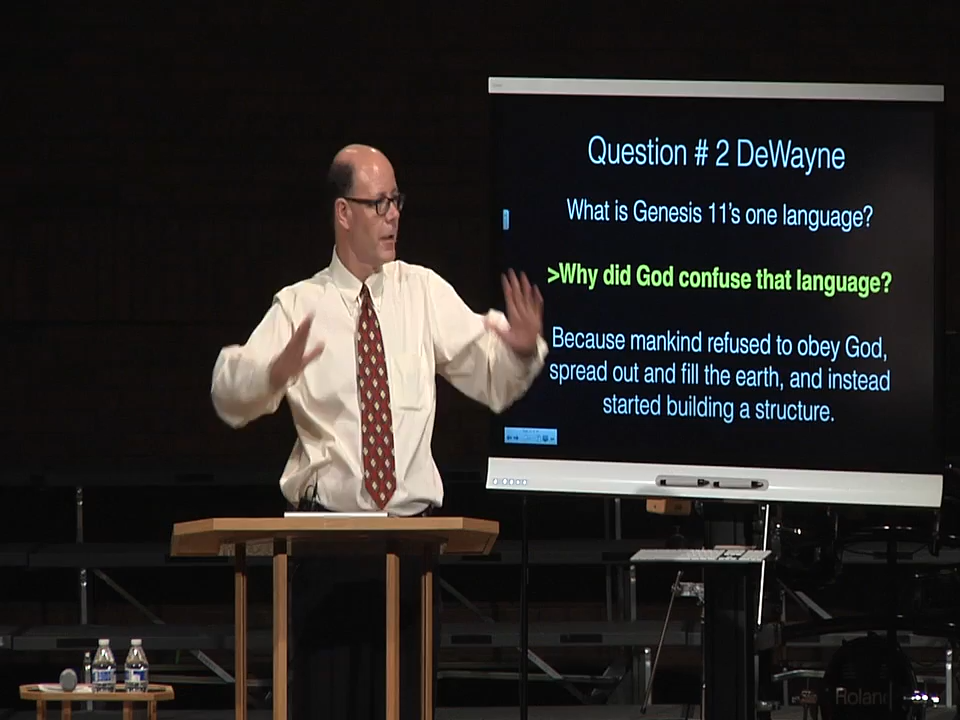 Question # 2 DeWayne
What is Genesis 11's one language?
>Why did God confuse that language?
Because mankind refused to obey God,
spread out and fill the earth, and instead
started building a structure.
Roland